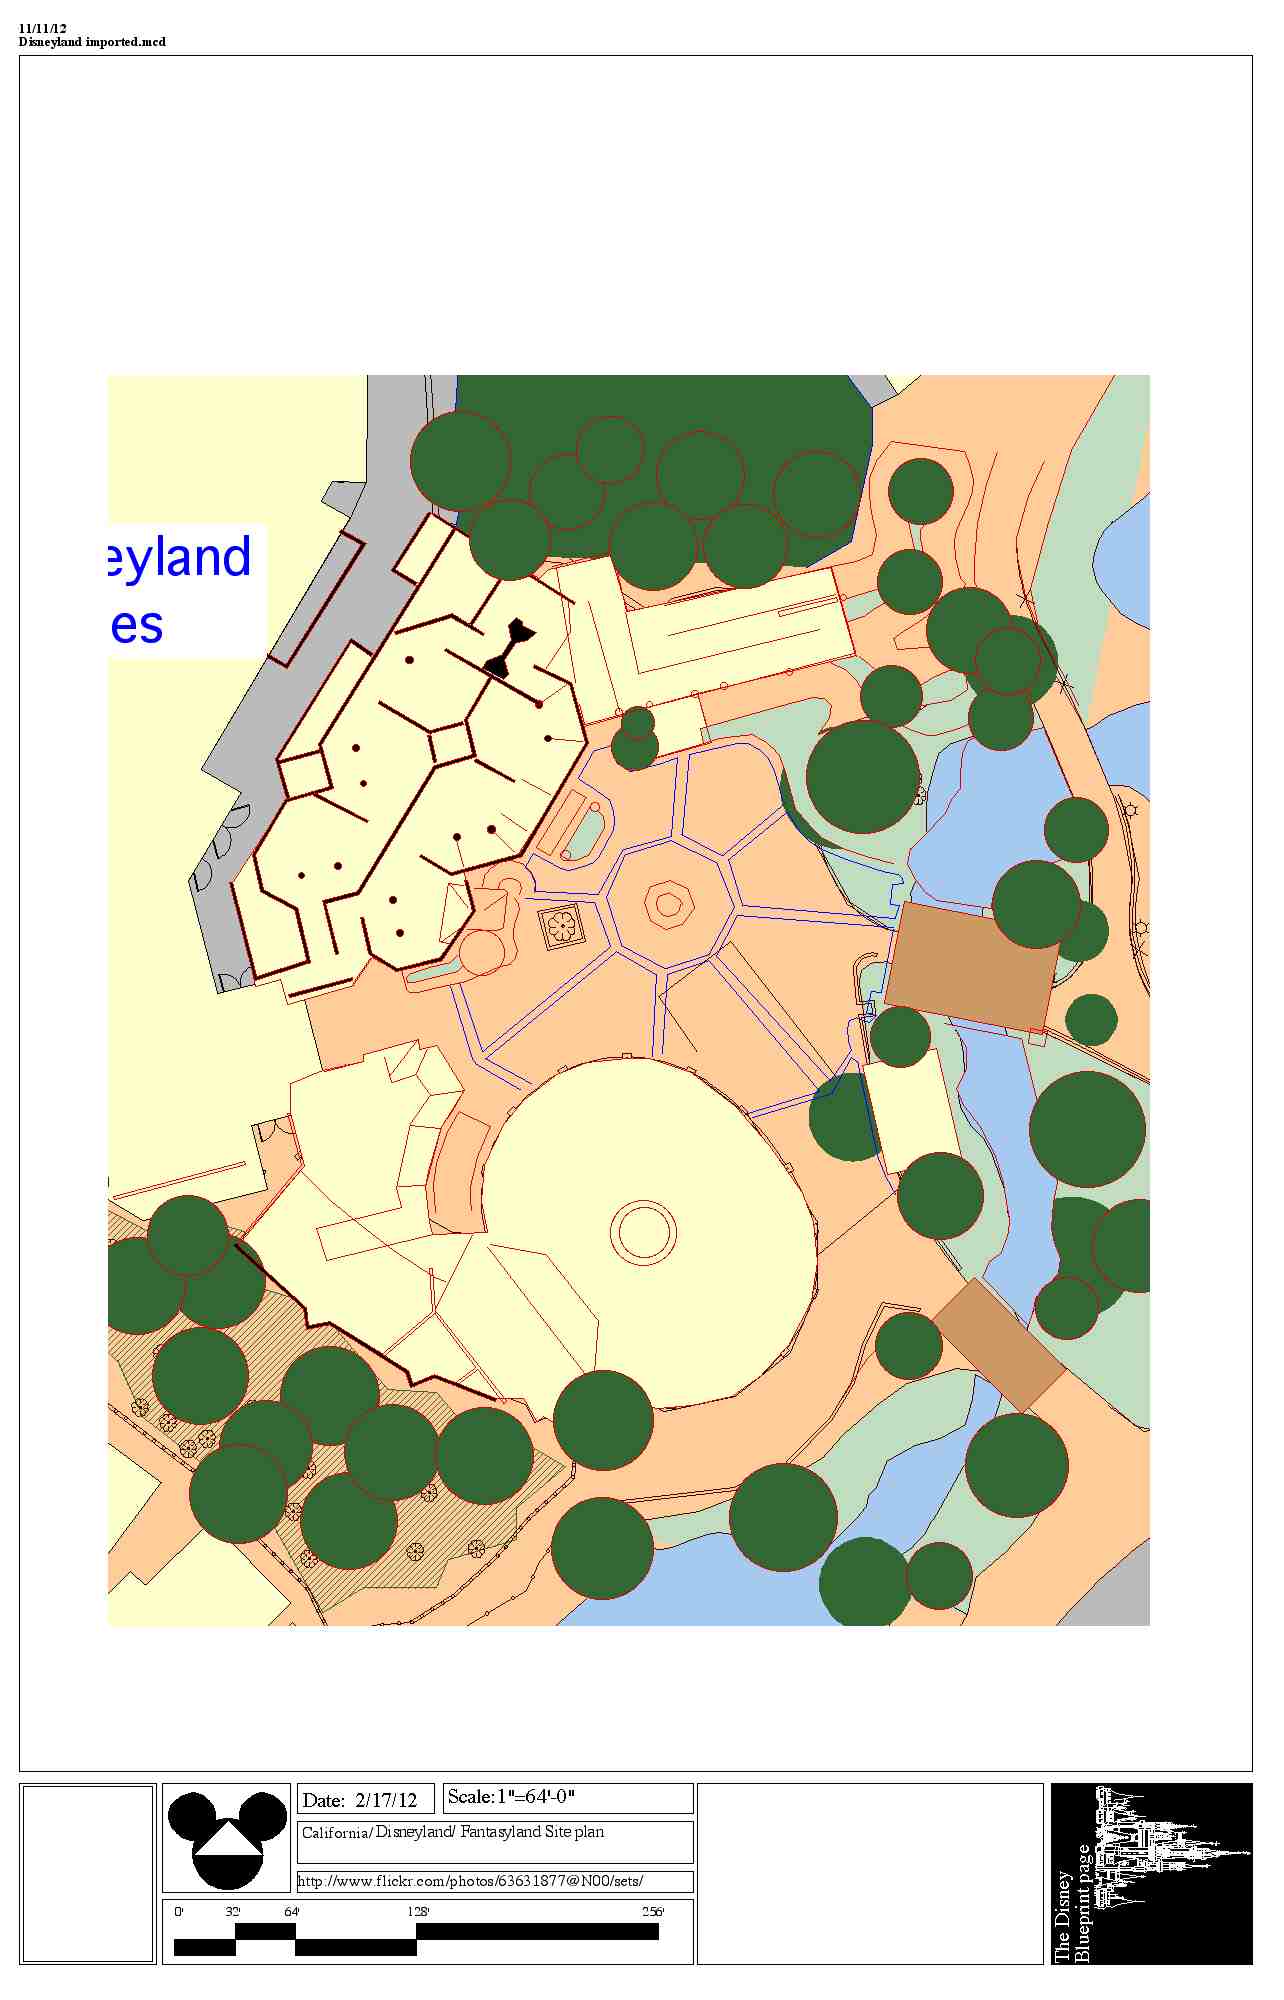 11/11/12
Disneyland imported.mcd
eyland
es
Date: 2/17/12
Scale:1"=64'-0"
California/ Disneyland/ Fantasyland Site plan
http://www.flickr.com/photos/63631877@N00/sets/
0' 32' 64' 128' 256'
The Disney
Blueprint page